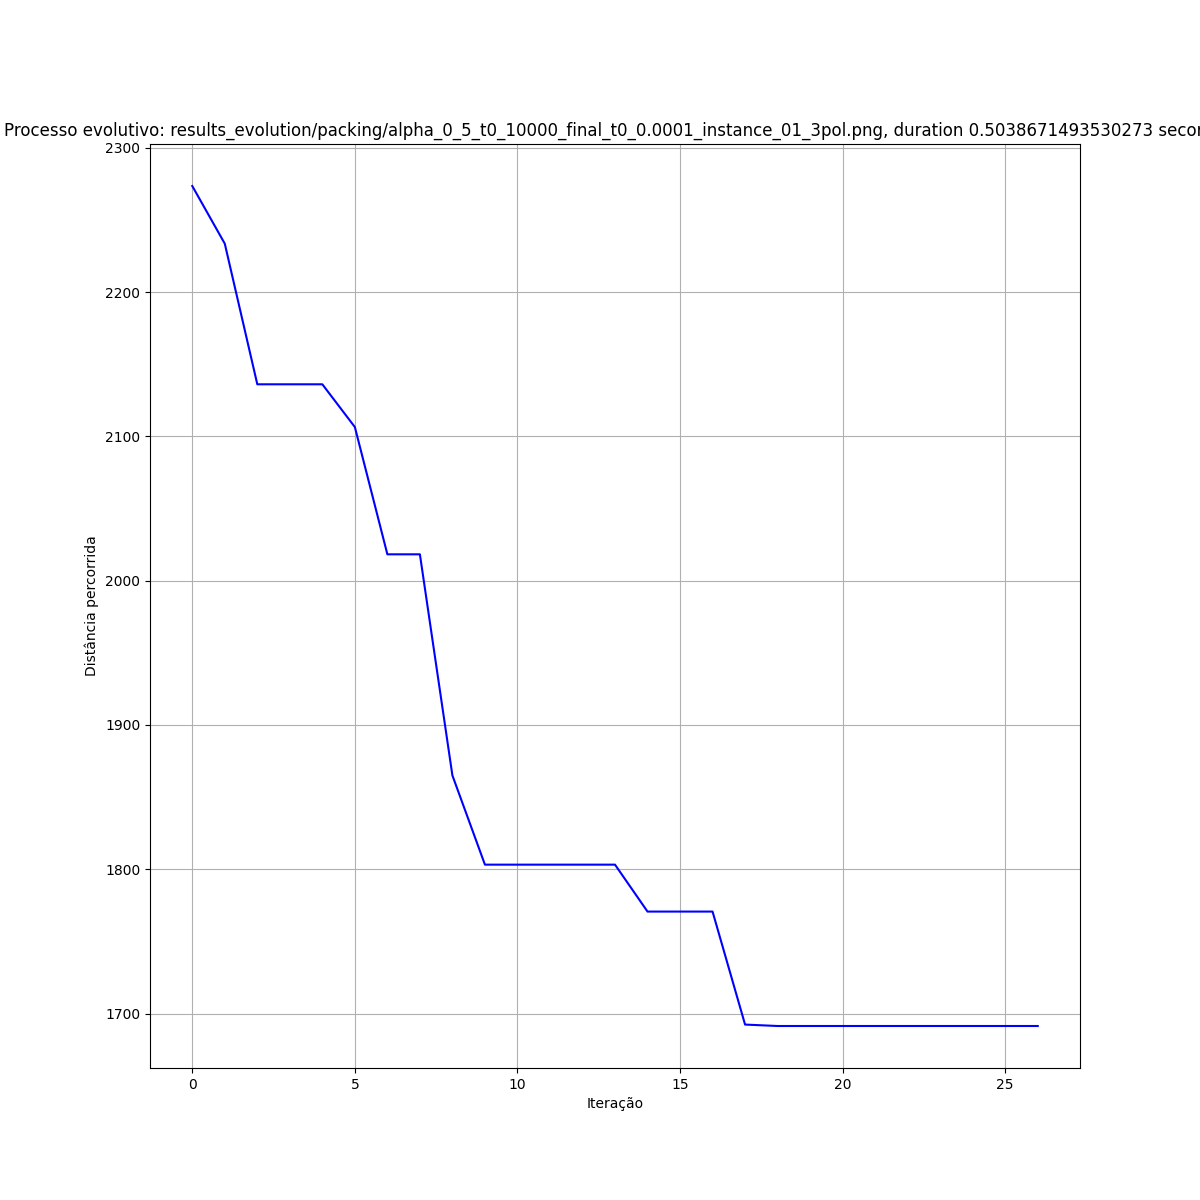 Processo evolutivo: results_evolution/packing/alpha_0_5_t0_10000_final_t0_0.0001_instance_01_3pol.png, duration 0.5038671493530273 secon
2300
2200
2100
2000
1900
1800
1700
Distância percorrida
0 5 10 15 20 25
Iteração